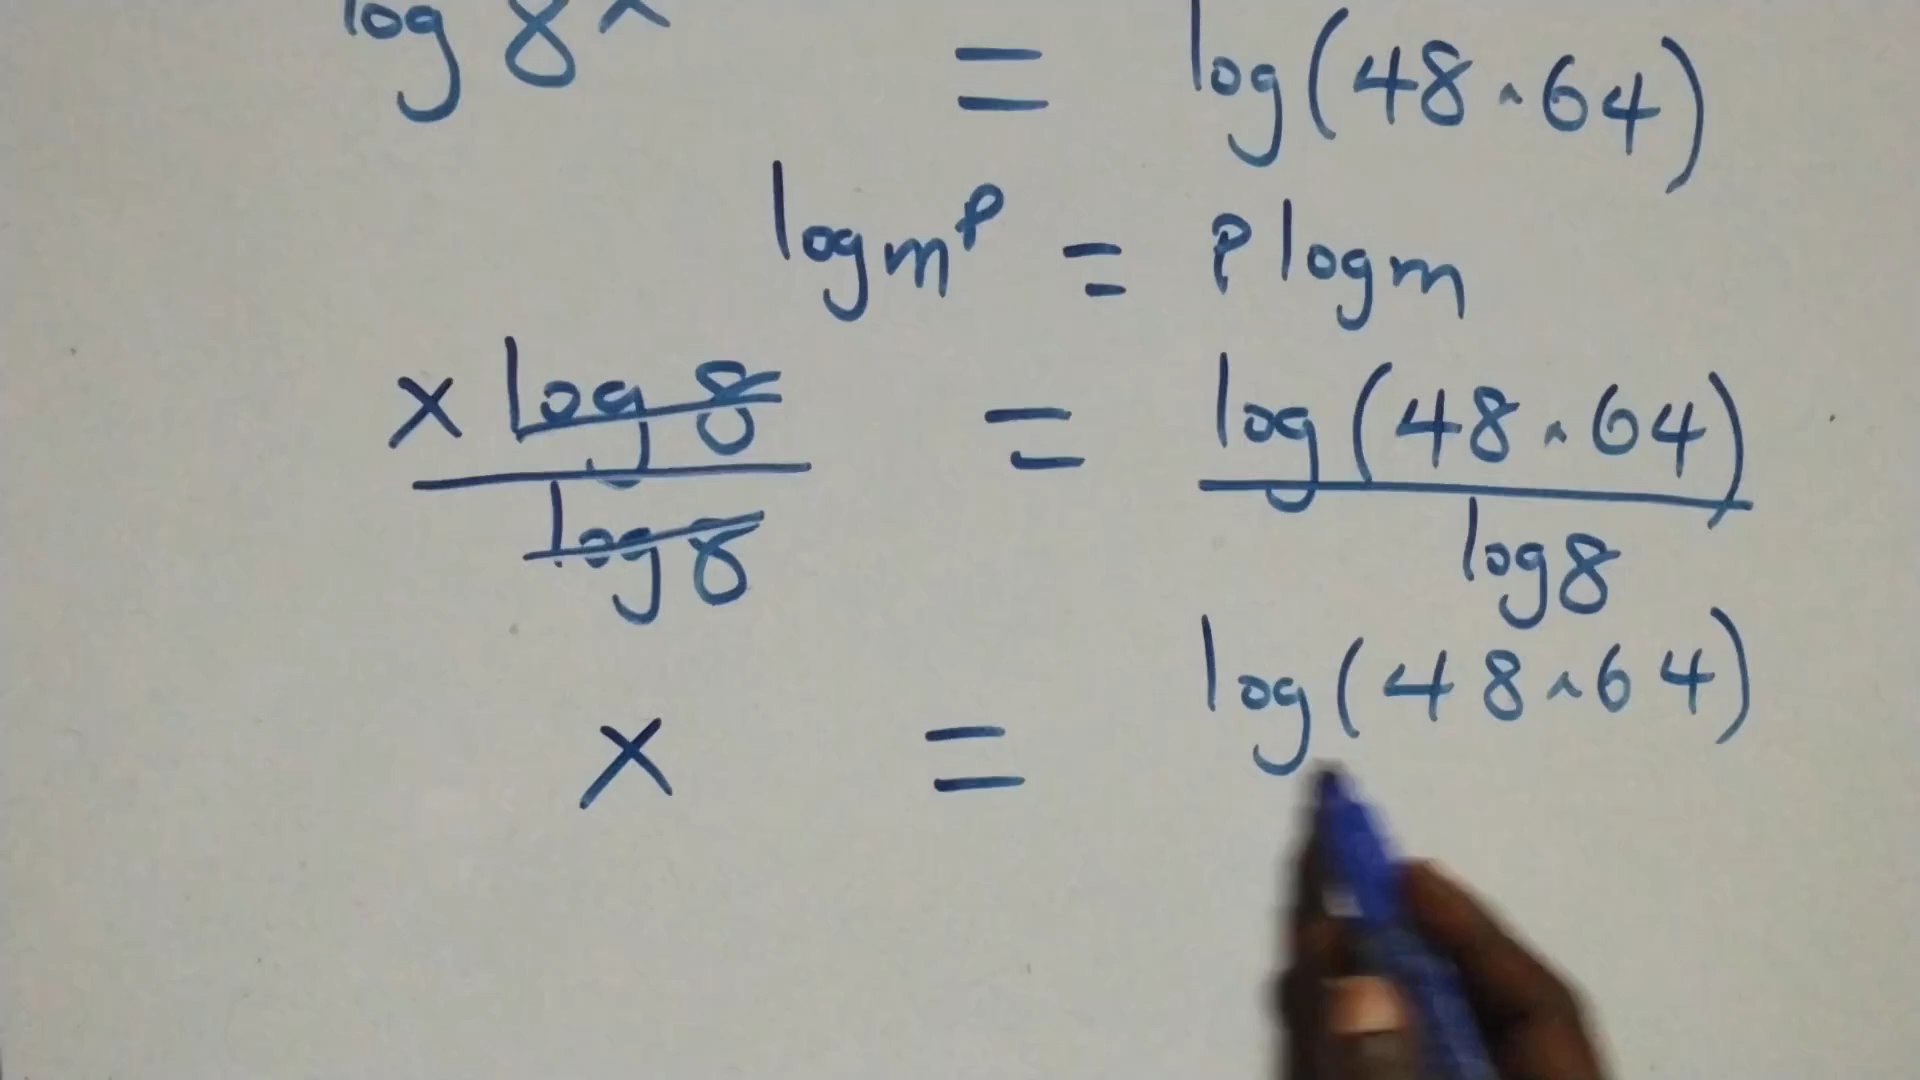 log 8^x = log(48·64)
log m^P = P log m
x log 8 / log 8 = log(48·64) / log 8
x = log(48·64)